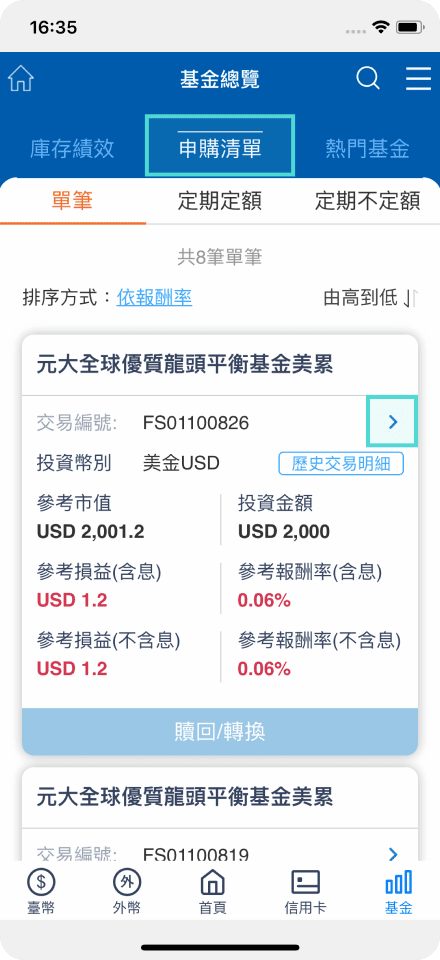 16:35
基金總覽
庫存績效 申購清單 熱門基金
單筆 定期定額 定期不定額
共8筆單筆
排序方式：依報酬率 由高到低
元大全球優質龍頭平衡基金美累
交易編號: FS01100826
投資幣別 美金USD 歷史交易明細
參考市值 投資金額
USD 2,001.2 USD 2,000
參考損益(含息) 參考報酬率(含息)
USD 1.2 0.06%
參考損益(不含息) 參考報酬率(不含息)
USD 1.2 0.06%
贖回/轉換
元大全球優質龍頭平衡基金美累
交易編號: FS01100819
$ 外
臺幣 外幣 首頁 信用卡 基金